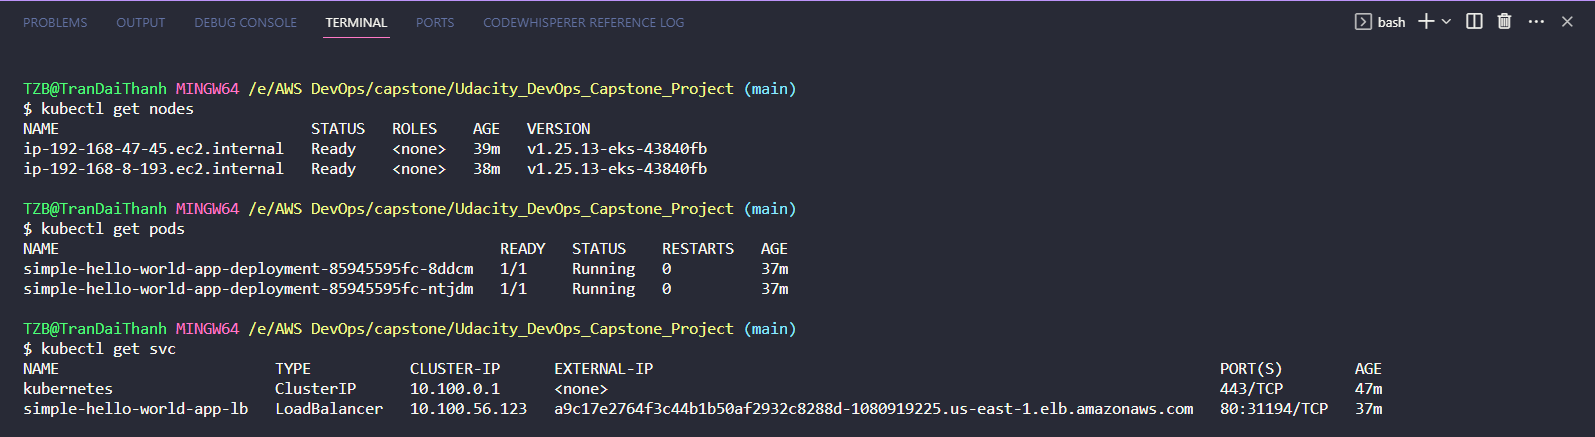 PROBLEMS OUTPUT DEBUG CONSOLE TERMINAL PORTS CODEWHISPERER REFERENCE LOG bash
TZB@TranDaiThanh MINGW64 /e/AWS DevOps/capstone/Udacity_DevOps_Capstone_Project (main)
$ kubectl get nodes
NAME STATUS ROLES AGE VERSION
ip-192-168-47-45.ec2.internal Ready <none> 39m v1.25.13-eks-43840fb
ip-192-168-8-193.ec2.internal Ready <none> 38m v1.25.13-eks-43840fb
TZB@TranDaiThanh MINGW64 /e/AWS DevOps/capstone/Udacity_DevOps_Capstone_Project (main)
$ kubectl get pods
NAME READY STATUS RESTARTS AGE
simple-hello-world-app-deployment-85945595fc-8ddcm 1/1 Running 0 37m
simple-hello-world-app-deployment-85945595fc-ntjdm 1/1 Running 0 37m
TZB@TranDaiThanh MINGW64 /e/AWS DevOps/capstone/Udacity_DevOps_Capstone_Project (main)
$ kubectl get svc
NAME TYPE CLUSTER-IP EXTERNAL-IP PORT(S) AGE
kubernetes ClusterIP 10.100.0.1 <none> 443/TCP 47m
simple-hello-world-app-lb LoadBalancer 10.100.56.123 a9c17e2764f3c44b1b50af2932c8288d-1080919225.us-east-1.elb.amazonaws.com 80:31194/TCP 37m